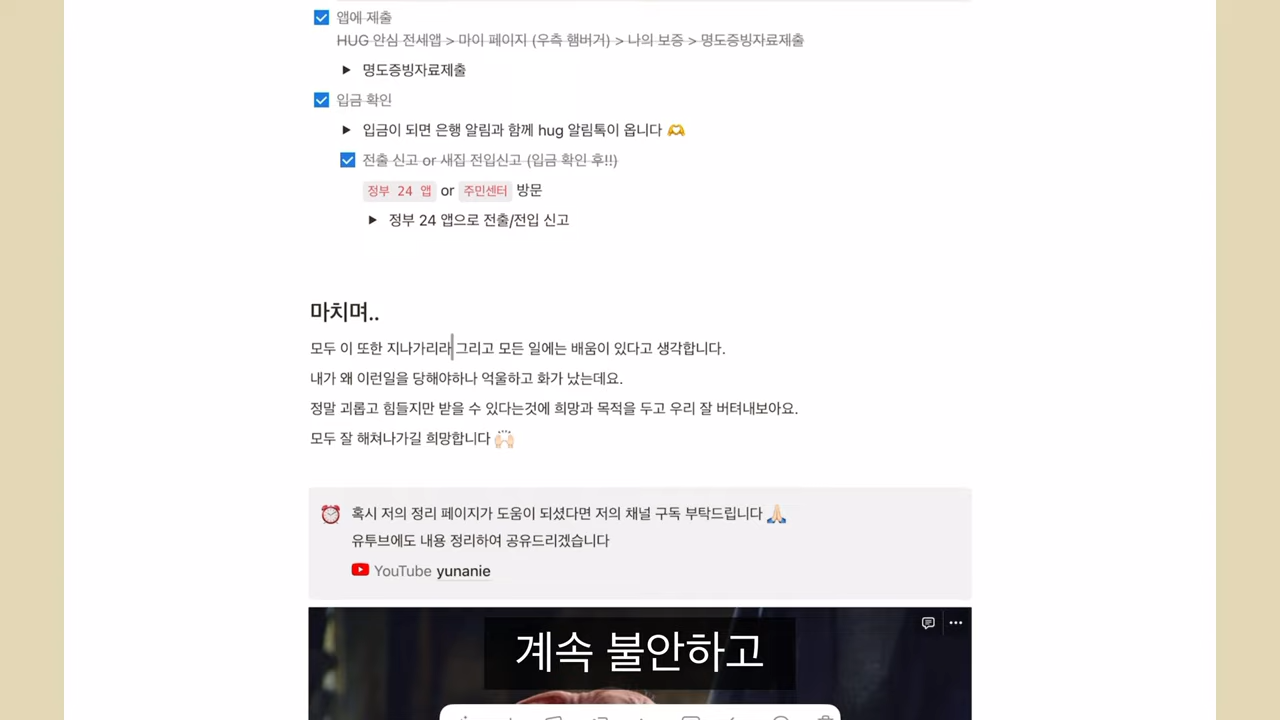 앱에 제출
HUG 안심 전세앱 > 마이 페이지 (우측 햄버거) > 나의 보증 > 명도증빙자료제출
명도증빙자료제출
입금 확인
입금이 되면 은행 알림과 함께 hug 알림톡이 옵니다 🫶
전출 신고 or 새집 전입신고 (입금 확인 후!!)
정부 24 앱 or 주민센터 방문
정부 24 앱으로 전출/전입 신고
마치며..
모두 이 또한 지나가리라 그리고 모든 일에는 배움이 있다고 생각합니다.
내가 왜 이런일을 당해야하나 억울하고 화가 났는데요.
정말 괴롭고 힘들지만 받을 수 있다는것에 희망과 목적을 두고 우리 잘 버텨내보아요.
모두 잘 해쳐나가길 희망합니다 🙌🏻
혹시 저의 정리 페이지가 도움이 되셨다면 저의 채널 구독 부탁드립니다 🙏🏻
유투브에도 내용 정리하여 공유드리겠습니다
YouTube yunanie
계속 불안하고